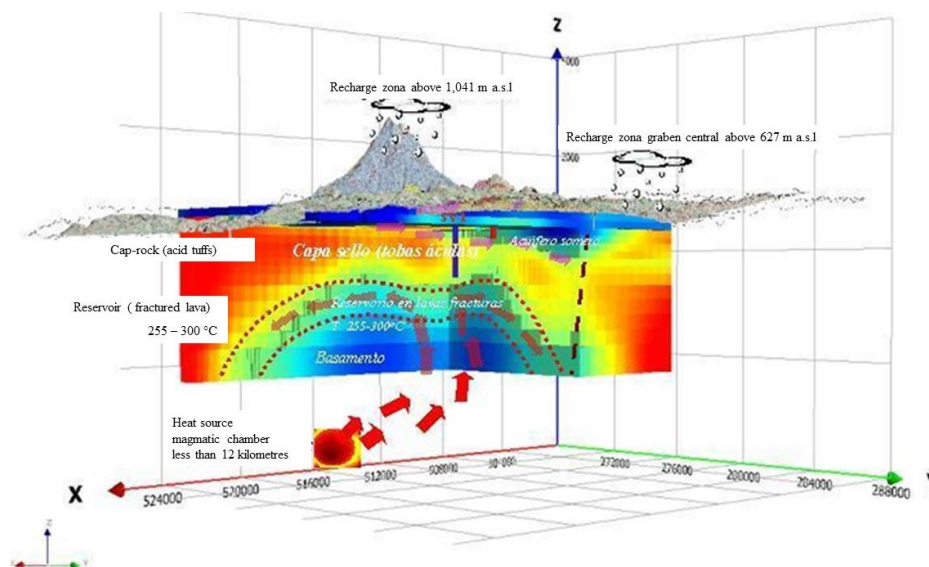 Z
4000
Recharge zona above 1,041 m a.s.l
Recharge zona graben central above 627 m a.s.l
2000
Cap-rock (acid tuffs)
Capa sello (tobas ácidas)
Acuífero somero
Reservoir ( fractured lava)
255 – 300 °C
Reservorio en lavas fracturas
T: 255-300°C
Basamento
Heat source
magmatic chamber
less than 12 kilometres
X
524000
520000
516000
512000
508000
272000
276000
288000
Z
X
Y